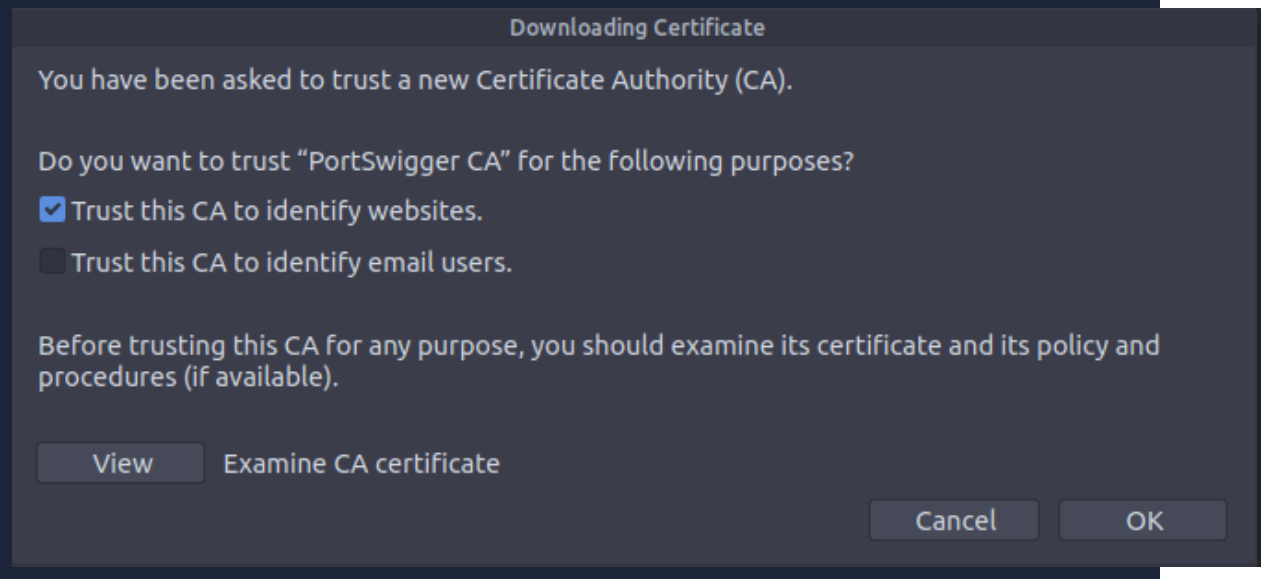 Downloading Certificate
You have been asked to trust a new Certificate Authority (CA).
Do you want to trust “PortSwigger CA” for the following purposes?
Trust this CA to identify websites.
Trust this CA to identify email users.
Before trusting this CA for any purpose, you should examine its certificate and its policy and
procedures (if available).
View Examine CA certificate
Cancel OK